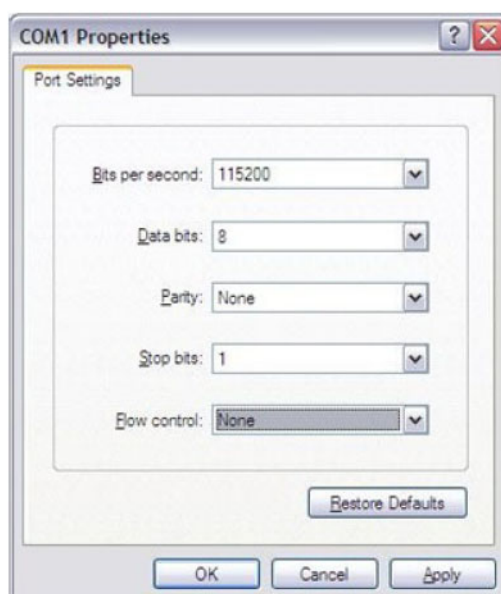 COM1 Properties
Port Settings
Bits per second: 115200
Data bits: 8
Parity: None
Stop bits: 1
Flow control: None
Restore Defaults
OK Cancel Apply